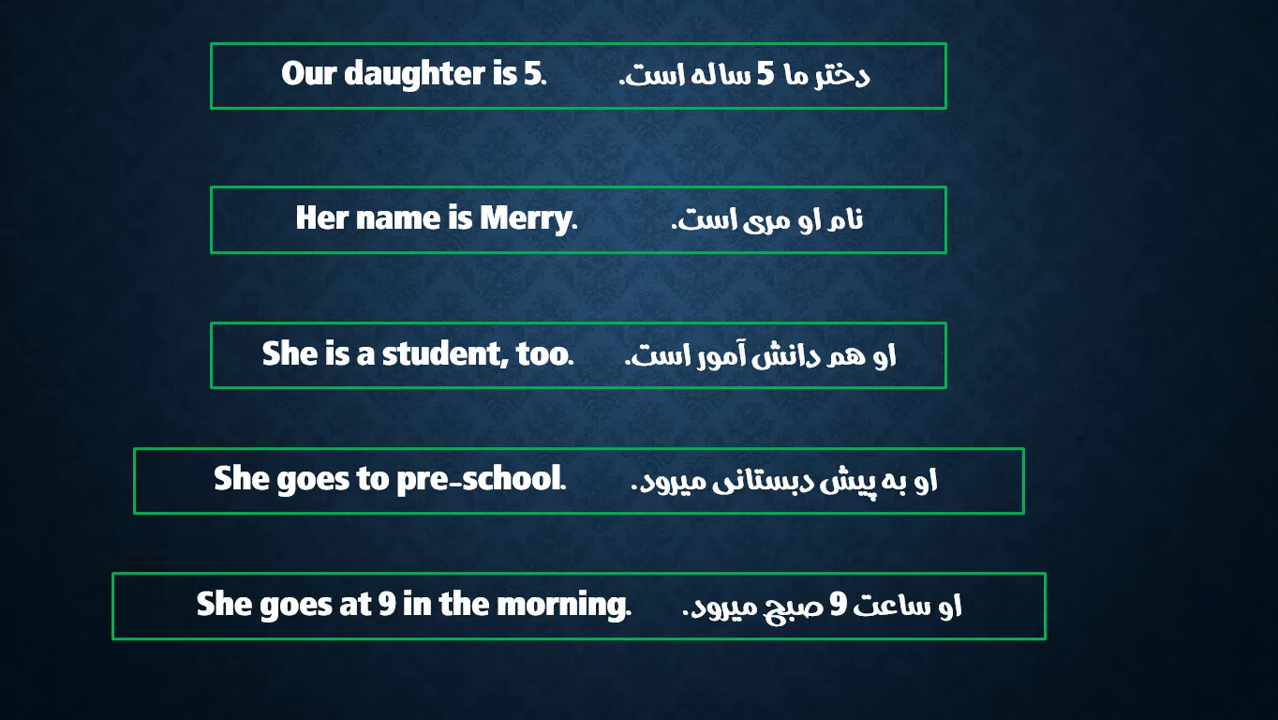 Our daughter is 5. دختر ما 5 ساله است.
Her name is Merry. نام او مری است.
She is a student, too. او هم دانش آمور است.
She goes to pre-school. او به پیش دبستانی میرود.
She goes at 9 in the morning. او ساعت 9 صبح میرود.